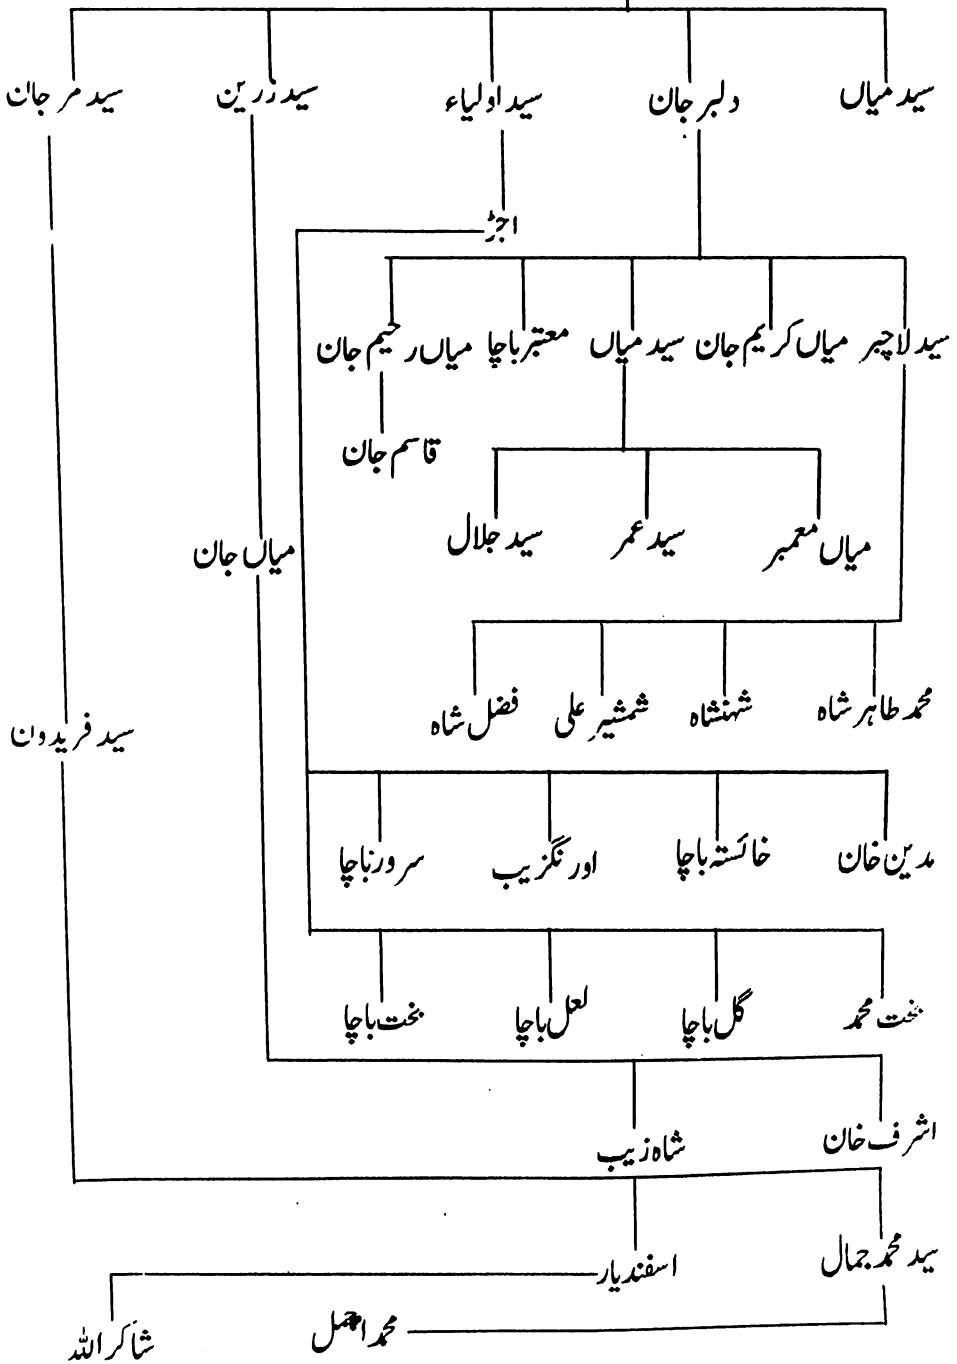 سید میاں دلبر جان سید اولیاء سید زرین سید مر جان
اجڑ
سید لاچبر میاں کریم جان سید میاں معتبر باچا میاں رحیم جان
قاسم جان
میاں معمبر سید عمر سید جلال
میاں جان
محمد طاہر شاہ شہنشاہ شمشیر علی فضل شاہ
سید فریدون
مدین خان خائستہ باچا اورنگزیب سرور باچا
بخت محمد گل باچا لعل باچا بخت باچا
اشرف خان شاہ زیب
سید محمد جمال اسفندیار
محمد اجمل شاکر اللہ